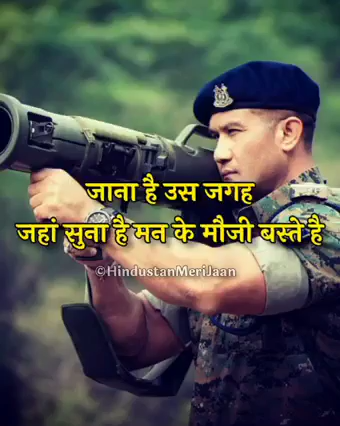 जाना है उस जगह
जहां सुना है मन के मौजी बस्ते है
©HindustanMeriJaan